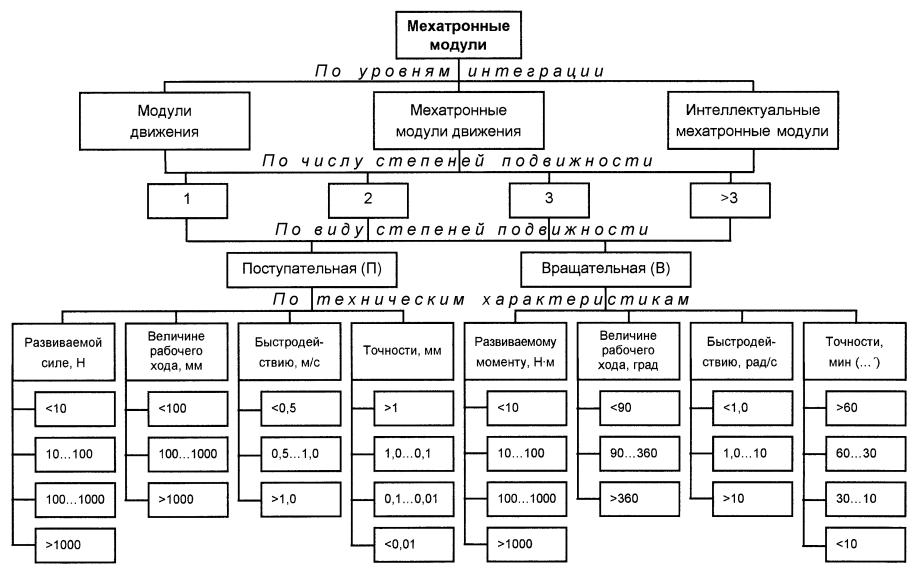 Мехатронные
модули
По уровням интеграции
Модули
движения
Мехатронные
модули движения
Интеллектуальные
мехатронные модули
По числу степеней подвижности
1
2
3
>3
По виду степеней подвижности
Поступательная (П)
Вращательная (В)
По техническим характеристикам
Развиваемой
силе, Н
<10
10...100
100...1000
>1000
Величине
рабочего
хода, мм
<100
100...1000
>1000
Быстродей-
ствию, м/с
<0,5
0,5...1,0
>1,0
Точности, мм
>1
1,0...0,1
0,1...0,01
<0,01
Развиваемому
моменту, Н·м
<10
10...100
100...1000
>1000
Величине
рабочего
хода, град
<90
90...360
>360
Быстродей-
ствию, рад/с
<1,0
1,0...10
>10
Точности,
мин (...´)
>60
60...30
30...10
<10